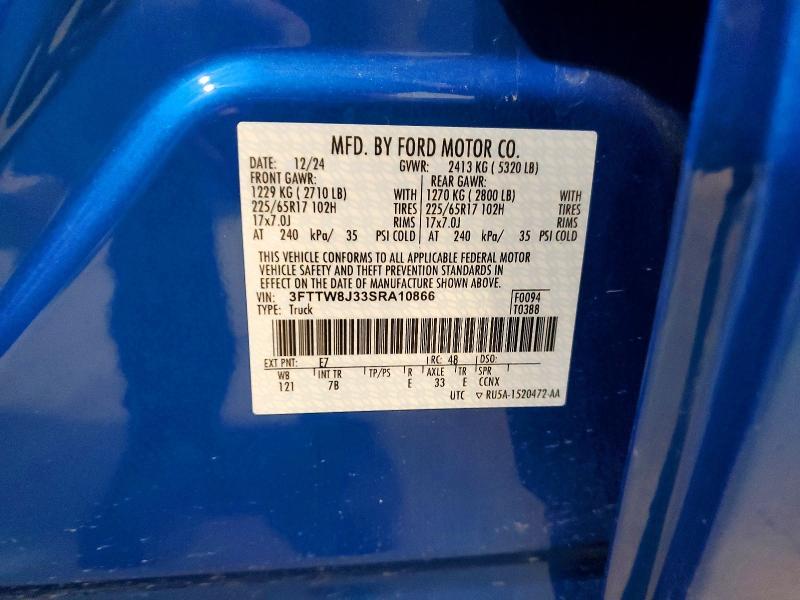 MFD. BY FORD MOTOR CO.
DATE: 12/24 GVWR: 2413 KG ( 5320 LB)
FRONT GAWR: REAR GAWR:
1229 KG ( 2710 LB) WITH 1270 KG ( 2800 LB) WITH
225/65R17 102H TIRES 225/65R17 102H TIRES
17x7.0J RIMS 17x7.0J RIMS
AT 240 kPa/ 35 PSI COLD AT 240 kPa/ 35 PSI COLD
THIS VEHICLE CONFORMS TO ALL APPLICABLE FEDERAL MOTOR
VEHICLE SAFETY AND THEFT PREVENTION STANDARDS IN
EFFECT ON THE DATE OF MANUFACTURE SHOWN ABOVE.
VIN: 3FTTW8J33SRA10866 F0094
TYPE: Truck T0388
EXT PNT: E7 RC: 48 DSO:
WB INT TR TP/PS R AXLE TR SPR
121 7B E 33 E CCNX
UTC ▽ RU5A-1520472-AA